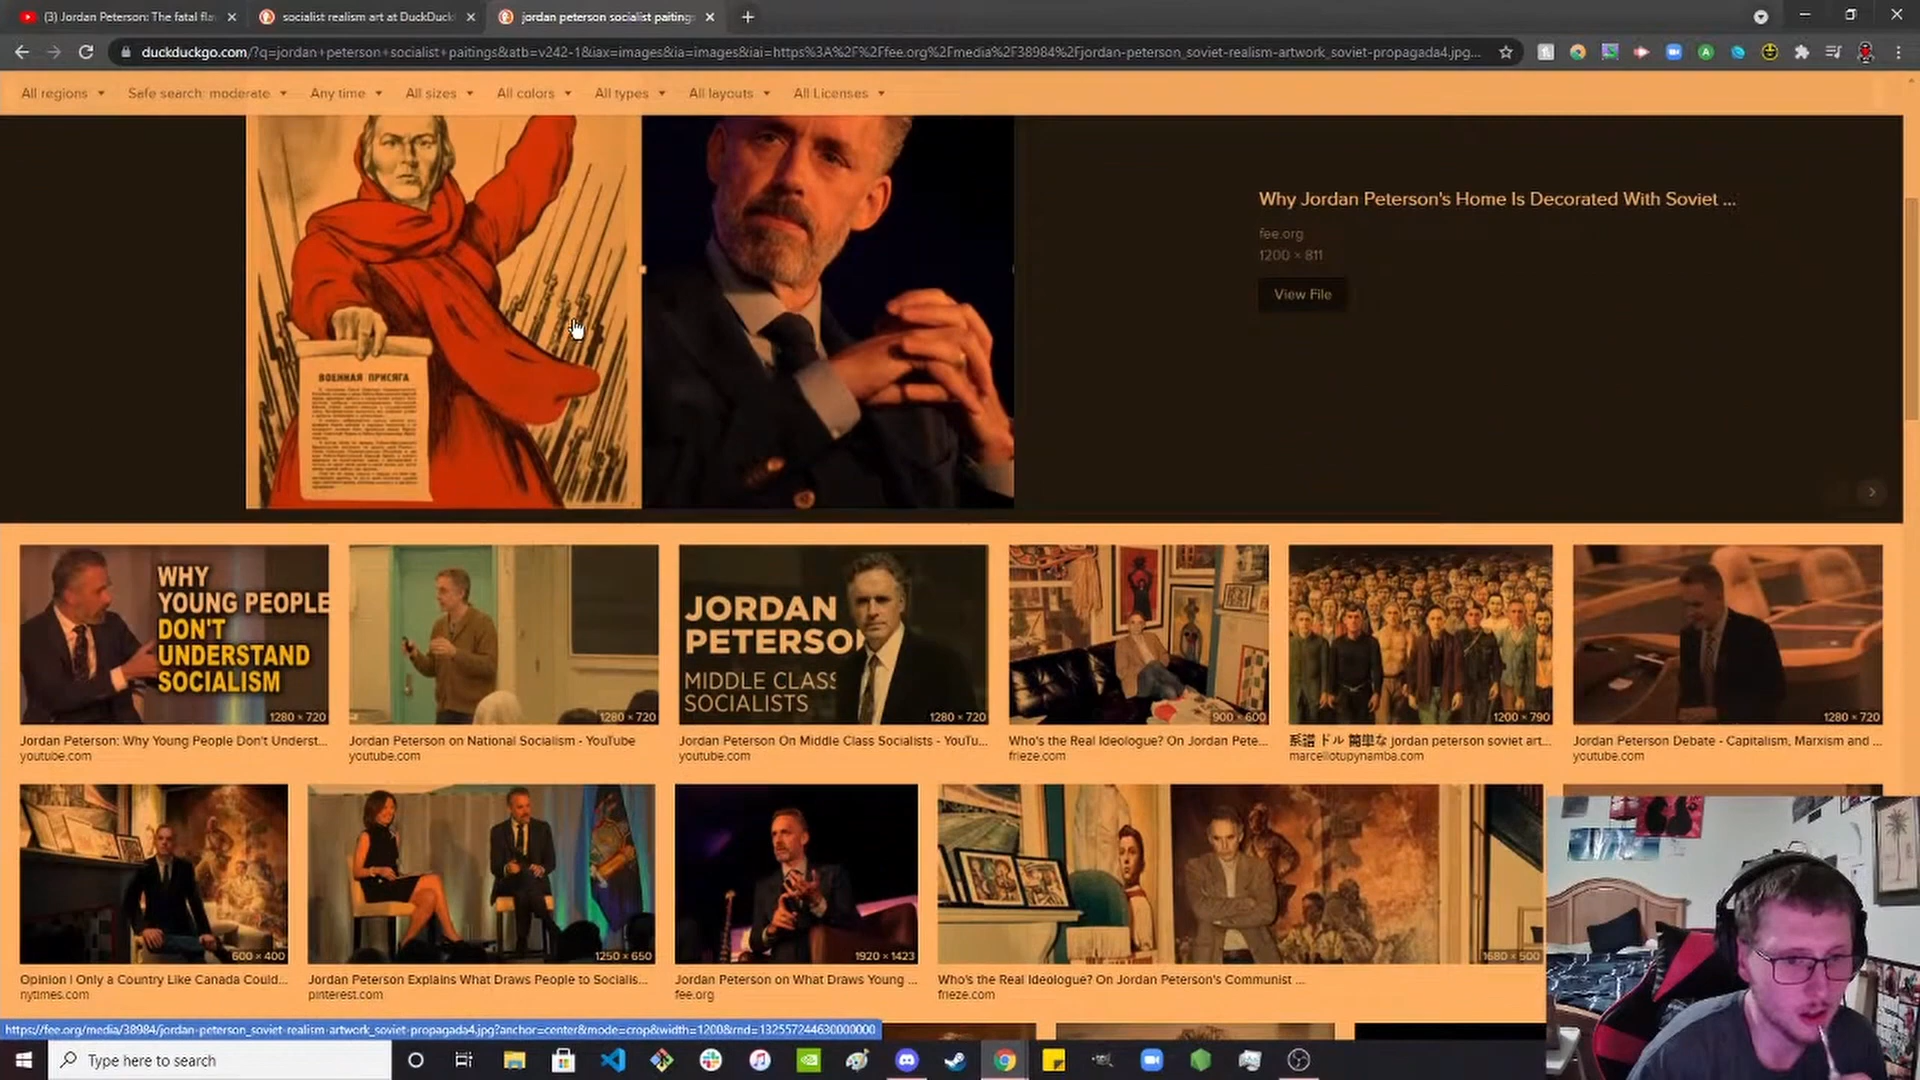 (3) Jordan Peterson: The fatal fla
socialist realism art at DuckDuck
jordan peterson socialist paiting
duckduckgo.com/?q=jordan+peterson+socialist+paitings&atb=v242-1&iax=images&ia=images&iai=https%3A%2F%2Ffee.org%2Fmedia%2F38984%2Fjordan-peterson_soviet-realism-artwork_soviet-propagada4.jpg...
All regions Safe search: moderate Any time All sizes All colors All types All layouts All Licenses
ВОЕННАЯ ПРИСЯГА
Why Jordan Peterson's Home Is Decorated With Soviet ...
fee.org
1200 × 811
View File
WHY
YOUNG PEOPLE
DON'T
UNDERSTAND
SOCIALISM
1280 × 720
Jordan Peterson: Why Young People Don't Underst...
youtube.com
1280 × 720
Jordan Peterson on National Socialism - YouTube
youtube.com
JORDAN
PETERSO
MIDDLE CLASS
SOCIALISTS
1280 × 720
Jordan Peterson On Middle Class Socialists - YouTu...
youtube.com
900 × 600
Who's the Real Ideologue? On Jordan Pete...
frieze.com
1200 × 790
系譜 ドル 簡単な jordan peterson soviet art...
marcellotupynamba.com
1280 × 720
Jordan Peterson Debate - Capitalism, Marxism and ...
youtube.com
600 × 400
Opinion | Only a Country Like Canada Could...
nytimes.com
1250 × 650
Jordan Peterson Explains What Draws People to Socialis...
pinterest.com
1920 × 1423
Jordan Peterson on What Draws Young ...
fee.org
1680 × 500
Who's the Real Ideologue? On Jordan Peterson's Communist ...
frieze.com
https://fee.org/media/38984/jordan-peterson_soviet-realism-artwork_soviet-propagada4.jpg?anchor=center&mode=crop&width=1200&rnd=132557244630000000
Type here to search